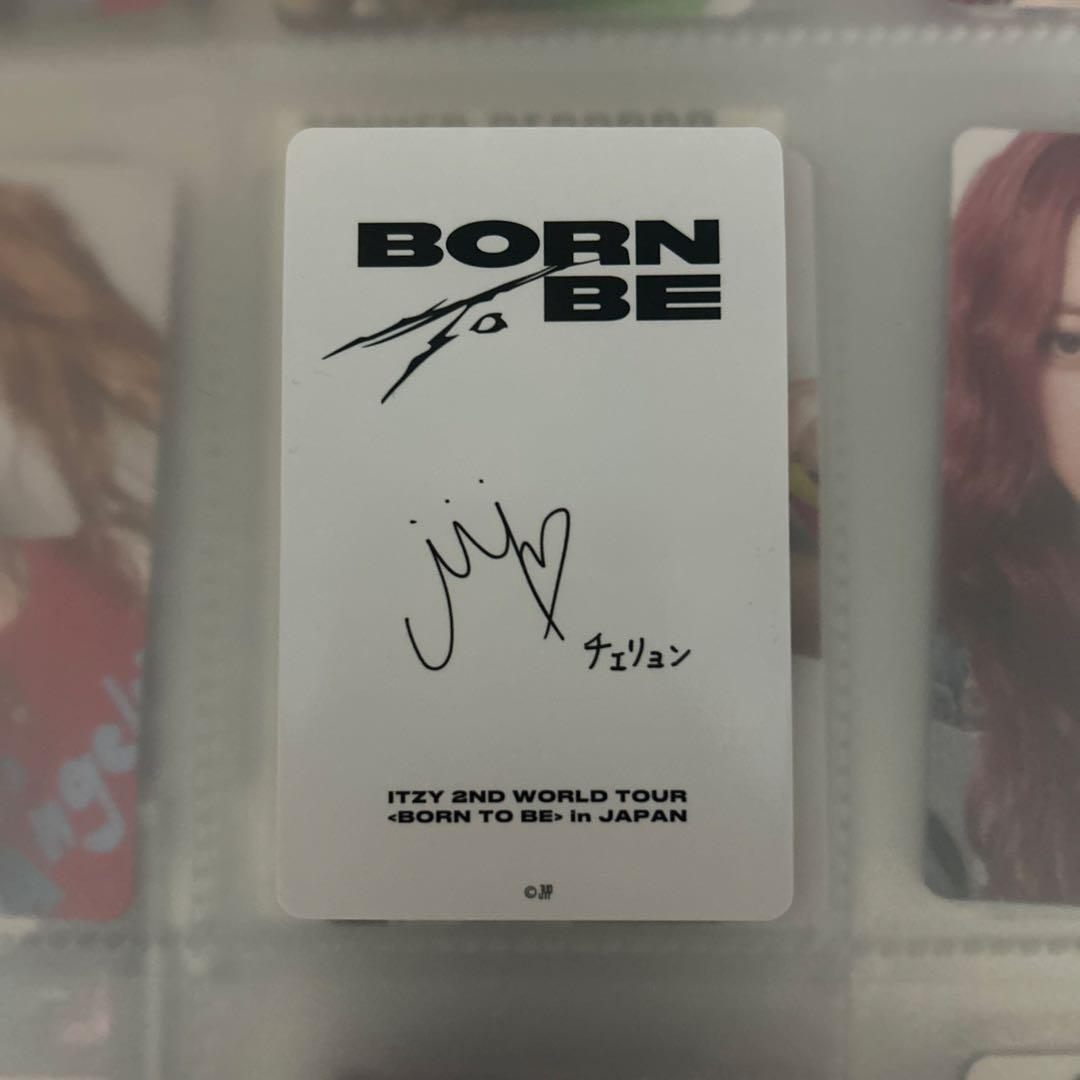 BORN
TO BE
チェリョン
ITZY 2ND WORLD TOUR
<BORN TO BE> in JAPAN
© JYP